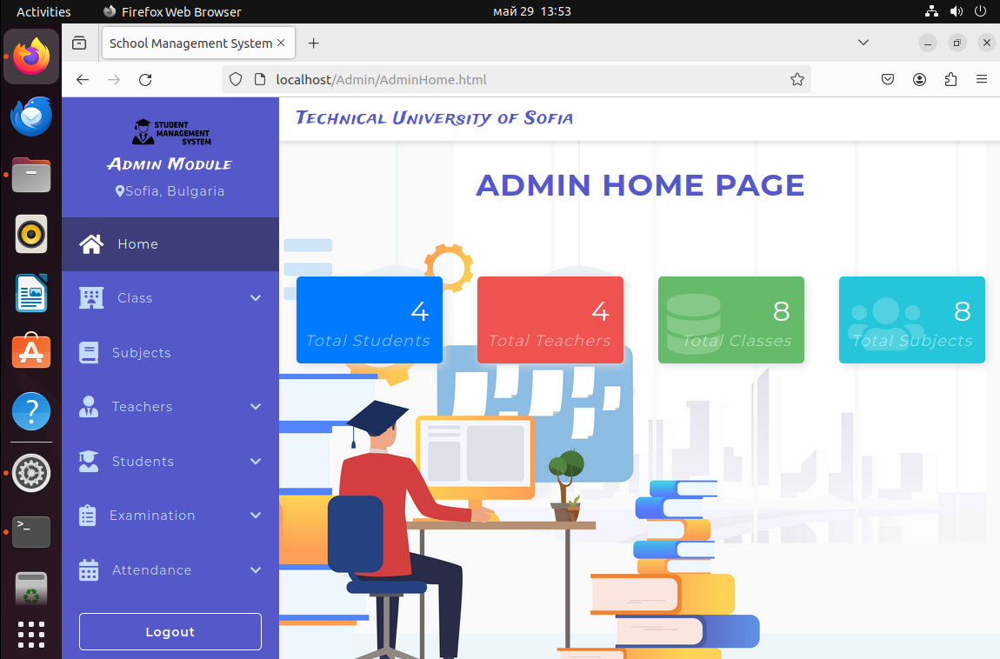 Activities
Firefox Web Browser
май 29 13:53
School Management System
localhost/Admin/AdminHome.html
STUDENT
MANAGEMENT
SYSTEM
Admin Module
Sofia, Bulgaria
Home
Class
Subjects
Teachers
Students
Examination
Attendance
Logout
Technical University of Sofia
ADMIN HOME PAGE
4
Total Students
4
Total Teachers
8
Total Classes
8
Total Subjects